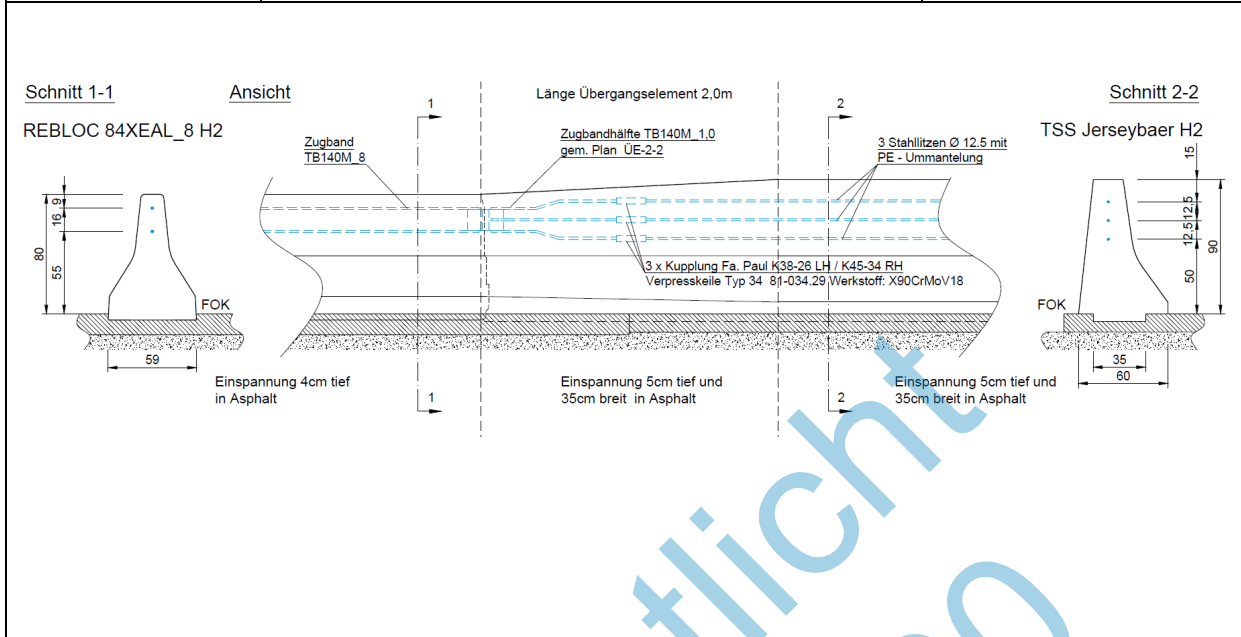 Schnitt 1-1
Ansicht
Länge Übergangselement 2,0m
Schnitt 2-2
REBLOC 84XEAL_8 H2
TSS Jerseybaer H2
1
2
Zugband
TB140M_8
Zugbandhälfte TB140M_1,0
gem. Plan ÜE-2-2
3 Stahllitzen Ø 12.5 mit
PE - Ummantelung
15
9
16
80
55
12,5
12,5
90
50
3 x Kupplung Fa. Paul K38-26 LH / K45-34 RH
Verpresskeile Typ 34 81-034.29 Werkstoff: X90CrMoV18
FOK
FOK
59
35
60
Einspannung 4cm tief
in Asphalt
Einspannung 5cm tief und
35cm breit in Asphalt
Einspannung 5cm tief und
35cm breit in Asphalt
1
2
tlicht